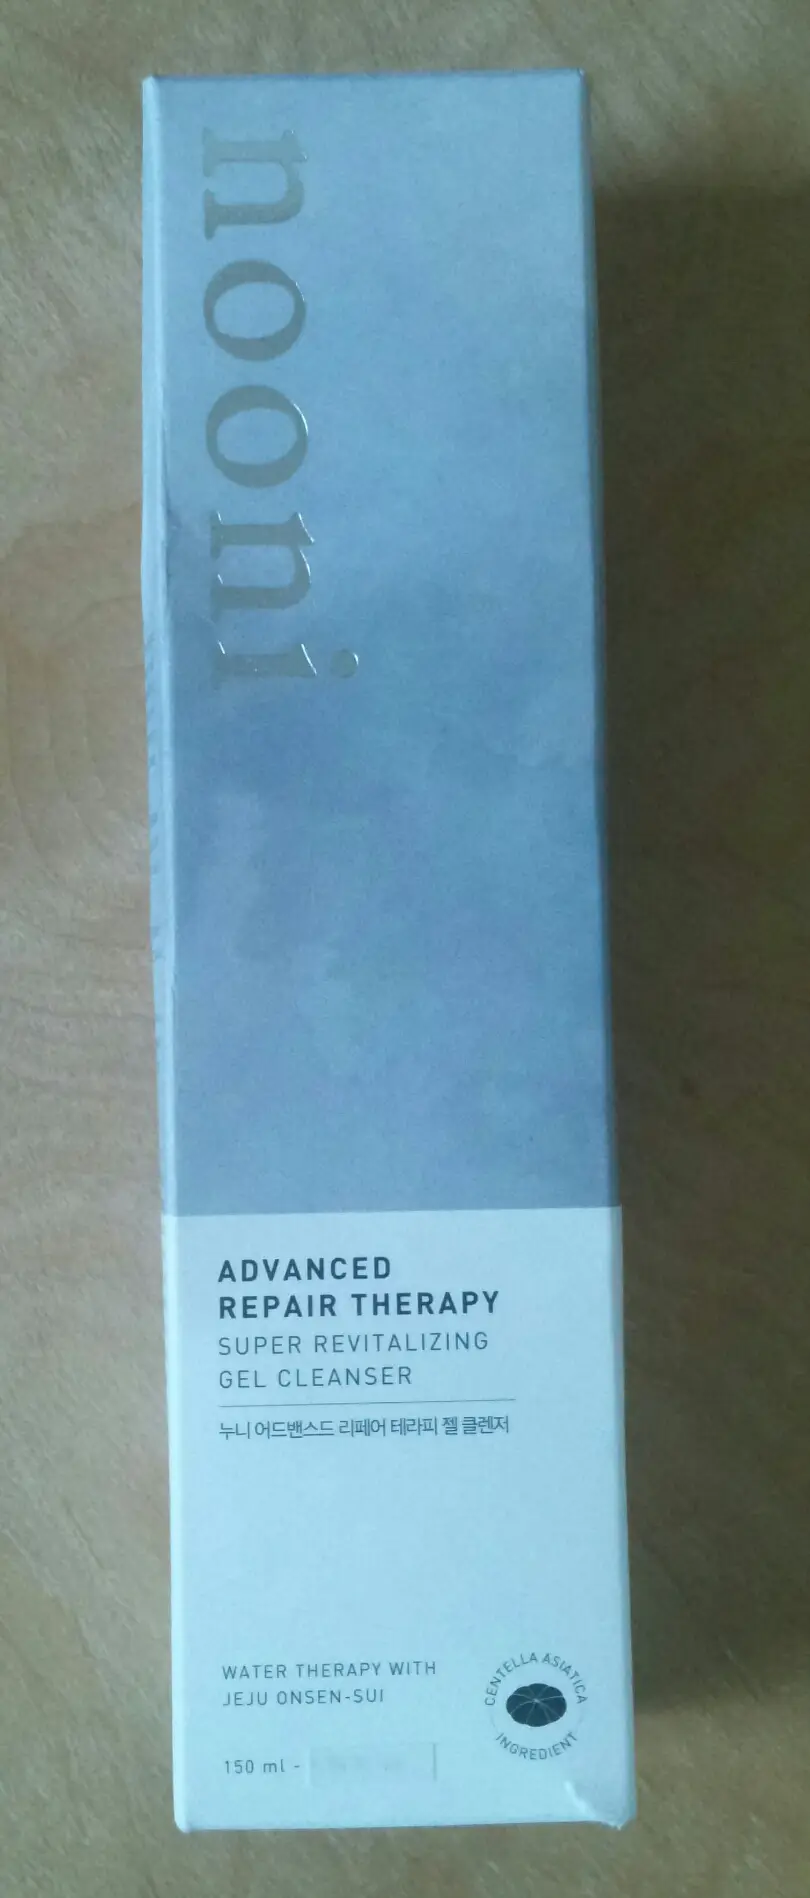 nooni
ADVANCED
REPAIR THERAPY
SUPER REVITALIZING
GEL CLEANSER
누니 어드밴스드 리페어 테라피 젤 클렌저
WATER THERAPY WITH
JEJU ONSEN-SUI
CENTELLA ASIATICA
INGREDIENT
150 ml -